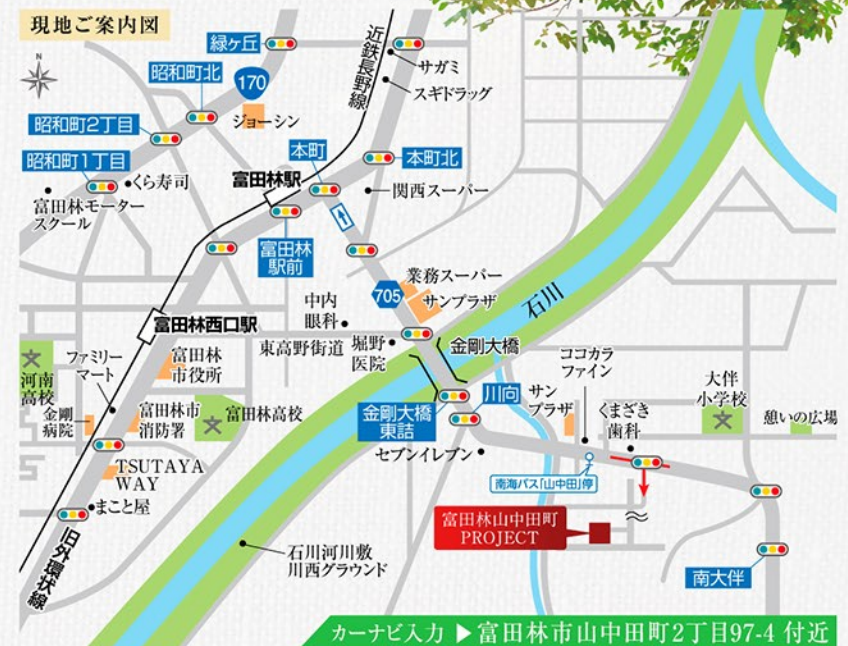 現地ご案内図
N
緑ヶ丘
近鉄長野線
サガミ
スギドラッグ
昭和町北
170
ジョーシン
昭和町2丁目
昭和町1丁目
くら寿司
富田林モーター
スクール
本町
本町北
富田林駅
関西スーパー
富田林
駅前
業務スーパー
サンプラザ
705
中内
眼科
石川
富田林西口駅
東高野街道
堀野
医院
金剛大橋
ココカラ
ファイン
河南
高校
ファミリー
マート
富田林
市役所
大伴
小学校
金剛
病院
富田林市
消防署
富田林高校
金剛大橋
東詰
川向
サン
プラザ
くまざき
歯科
憩いの広場
セブンイレブン
TSUTAYA
WAY
南海バス「山中田」停
まこと屋
富田林山中田町
PROJECT
旧外環状線
石川河川敷
川西グラウンド
南大伴
カーナビ入力 ▶ 富田林市山中田町2丁目97-4 付近